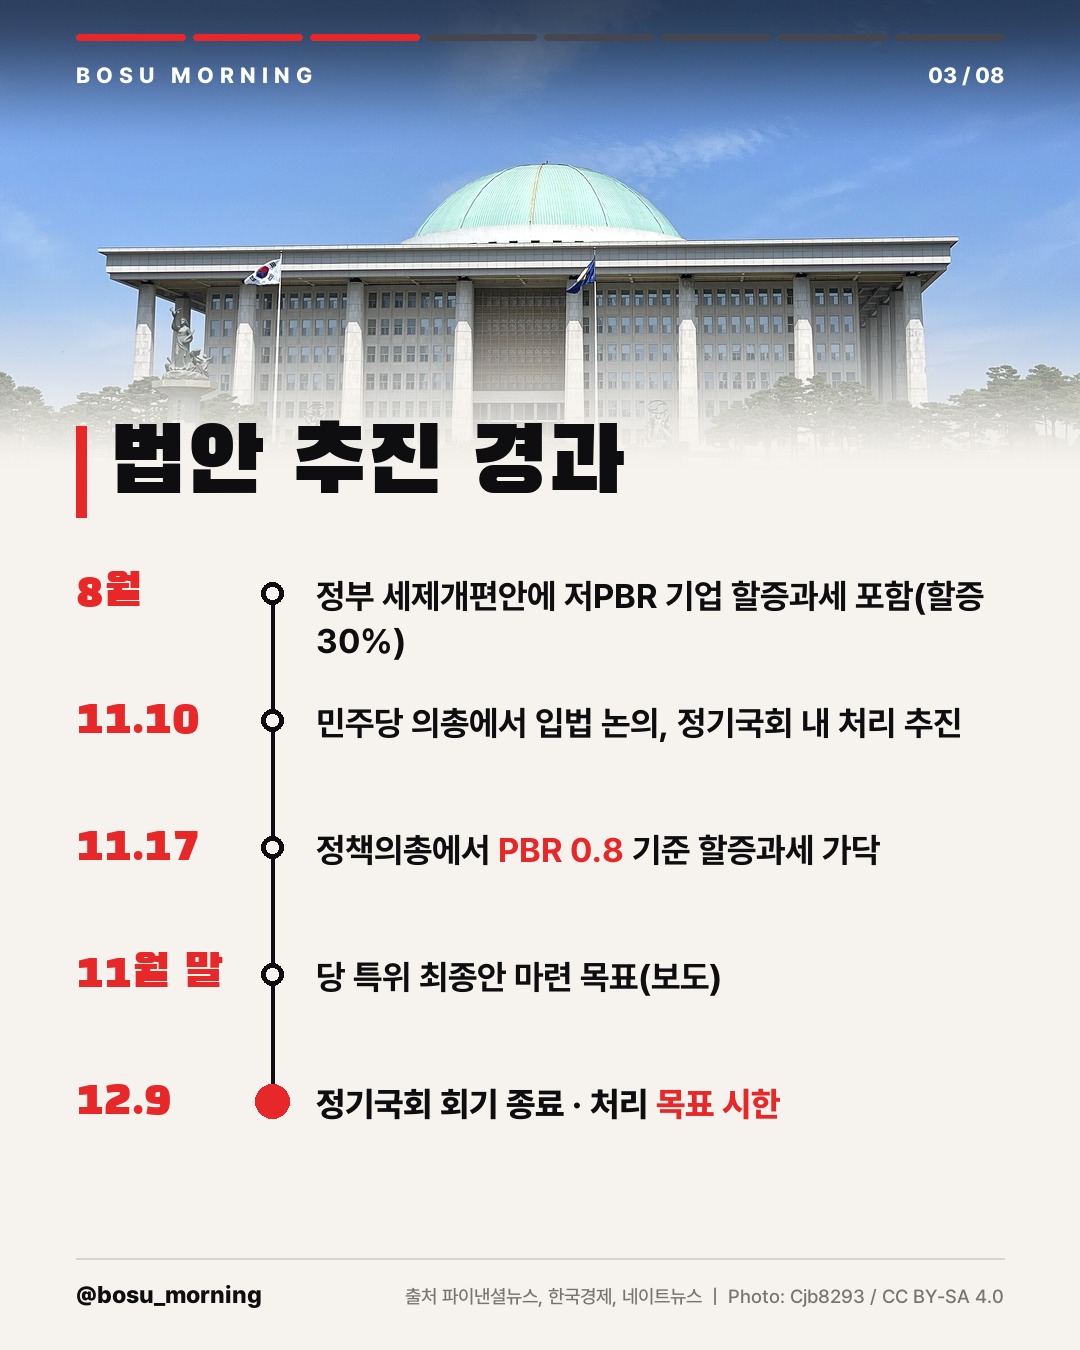 BOSU MORNING
03 / 08
법안 추진 경과
8월
정부 세제개편안에 저PBR 기업 할증과세 포함(할증
30%)
11.10
민주당 의총에서 입법 논의, 정기국회 내 처리 추진
11.17
정책의총에서 PBR 0.8 기준 할증과세 가닥
11월 말
당 특위 최종안 마련 목표(보도)
12.9
정기국회 회기 종료 · 처리 목표 시한
@bosu_morning
출처 파이낸셜뉴스, 한국경제, 네이트뉴스 | Photo: Cjb8293 / CC BY-SA 4.0